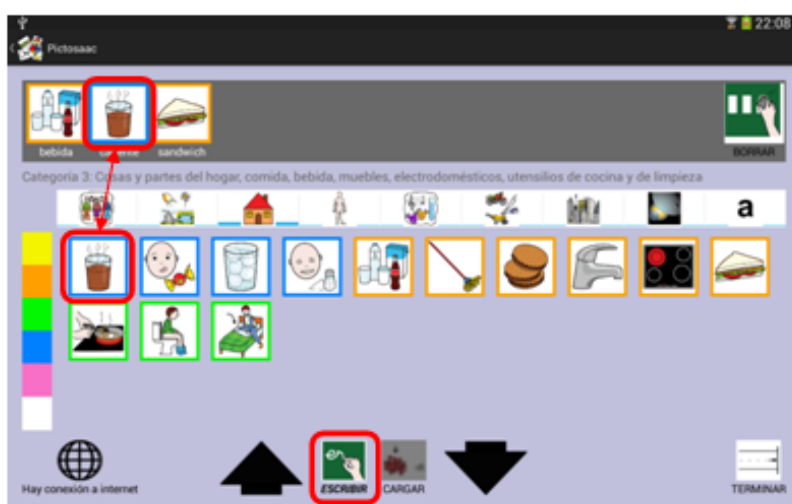 22:08
Pictosaac
bebida caliente sandwich BORRAR
Categoría 3: Cosas y partes del hogar, comida, bebida, muebles, electrodomésticos, utensilios de cocina y de limpieza
a
Hay conexión a internet ESCRIBIR CARGAR TERMINAR